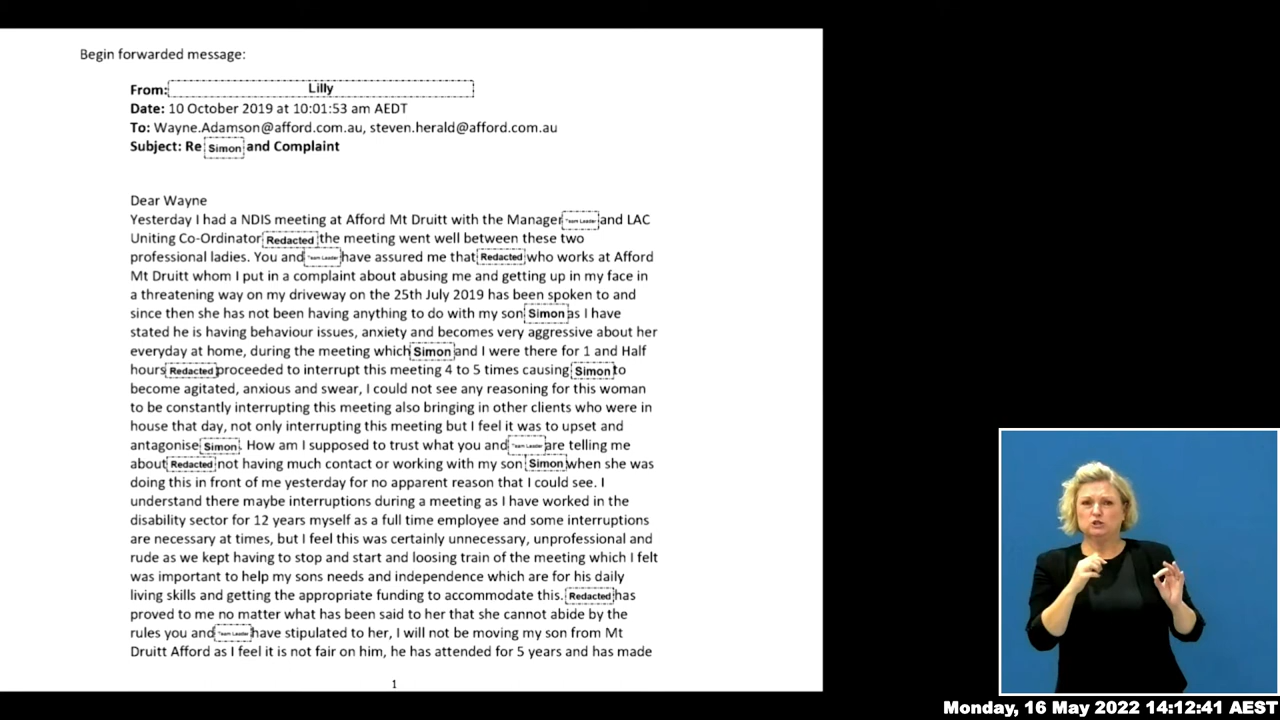 Begin forwarded message:
From: Lilly
Date: 10 October 2019 at 10:01:53 am AEDT
To: Wayne.Adamson@afford.com.au, steven.herald@afford.com.au
Subject: Re Simon and Complaint
Dear Wayne
Yesterday I had a NDIS meeting at Afford Mt Druitt with the Manager Team Leader and LAC
Uniting Co-Ordinator Redacted the meeting went well between these two
professional ladies. You and Team Leader have assured me that Redacted who works at Afford
Mt Druitt whom I put in a complaint about abusing me and getting up in my face in
a threatening way on my driveway on the 25th July 2019 has been spoken to and
since then she has not been having anything to do with my son Simon as I have
stated he is having behaviour issues, anxiety and becomes very aggressive about her
everyday at home, during the meeting which Simon and I were there for 1 and Half
hours Redacted proceeded to interrupt this meeting 4 to 5 times causing Simon to
become agitated, anxious and swear, I could not see any reasoning for this woman
to be constantly interrupting this meeting also bringing in other clients who were in
house that day, not only interrupting this meeting but I feel it was to upset and
antagonise Simon. How am I supposed to trust what you and Team Leader are telling me
about Redacted not having much contact or working with my son Simon when she was
doing this in front of me yesterday for no apparent reason that I could see. I
understand there maybe interruptions during a meeting as I have worked in the
disability sector for 12 years myself as a full time employee and some interruptions
are necessary at times, but I feel this was certainly unnecessary, unprofessional and
rude as we kept having to stop and start and loosing train of the meeting which I felt
was important to help my sons needs and independence which are for his daily
living skills and getting the appropriate funding to accommodate this. Redacted has
proved to me no matter what has been said to her that she cannot abide by the
rules you and Team Leader have stipulated to her, I will not be moving my son from Mt
Druitt Afford as I feel it is not fair on him, he has attended for 5 years and has made
1
Monday, 16 May 2022 14:12:41 AEST